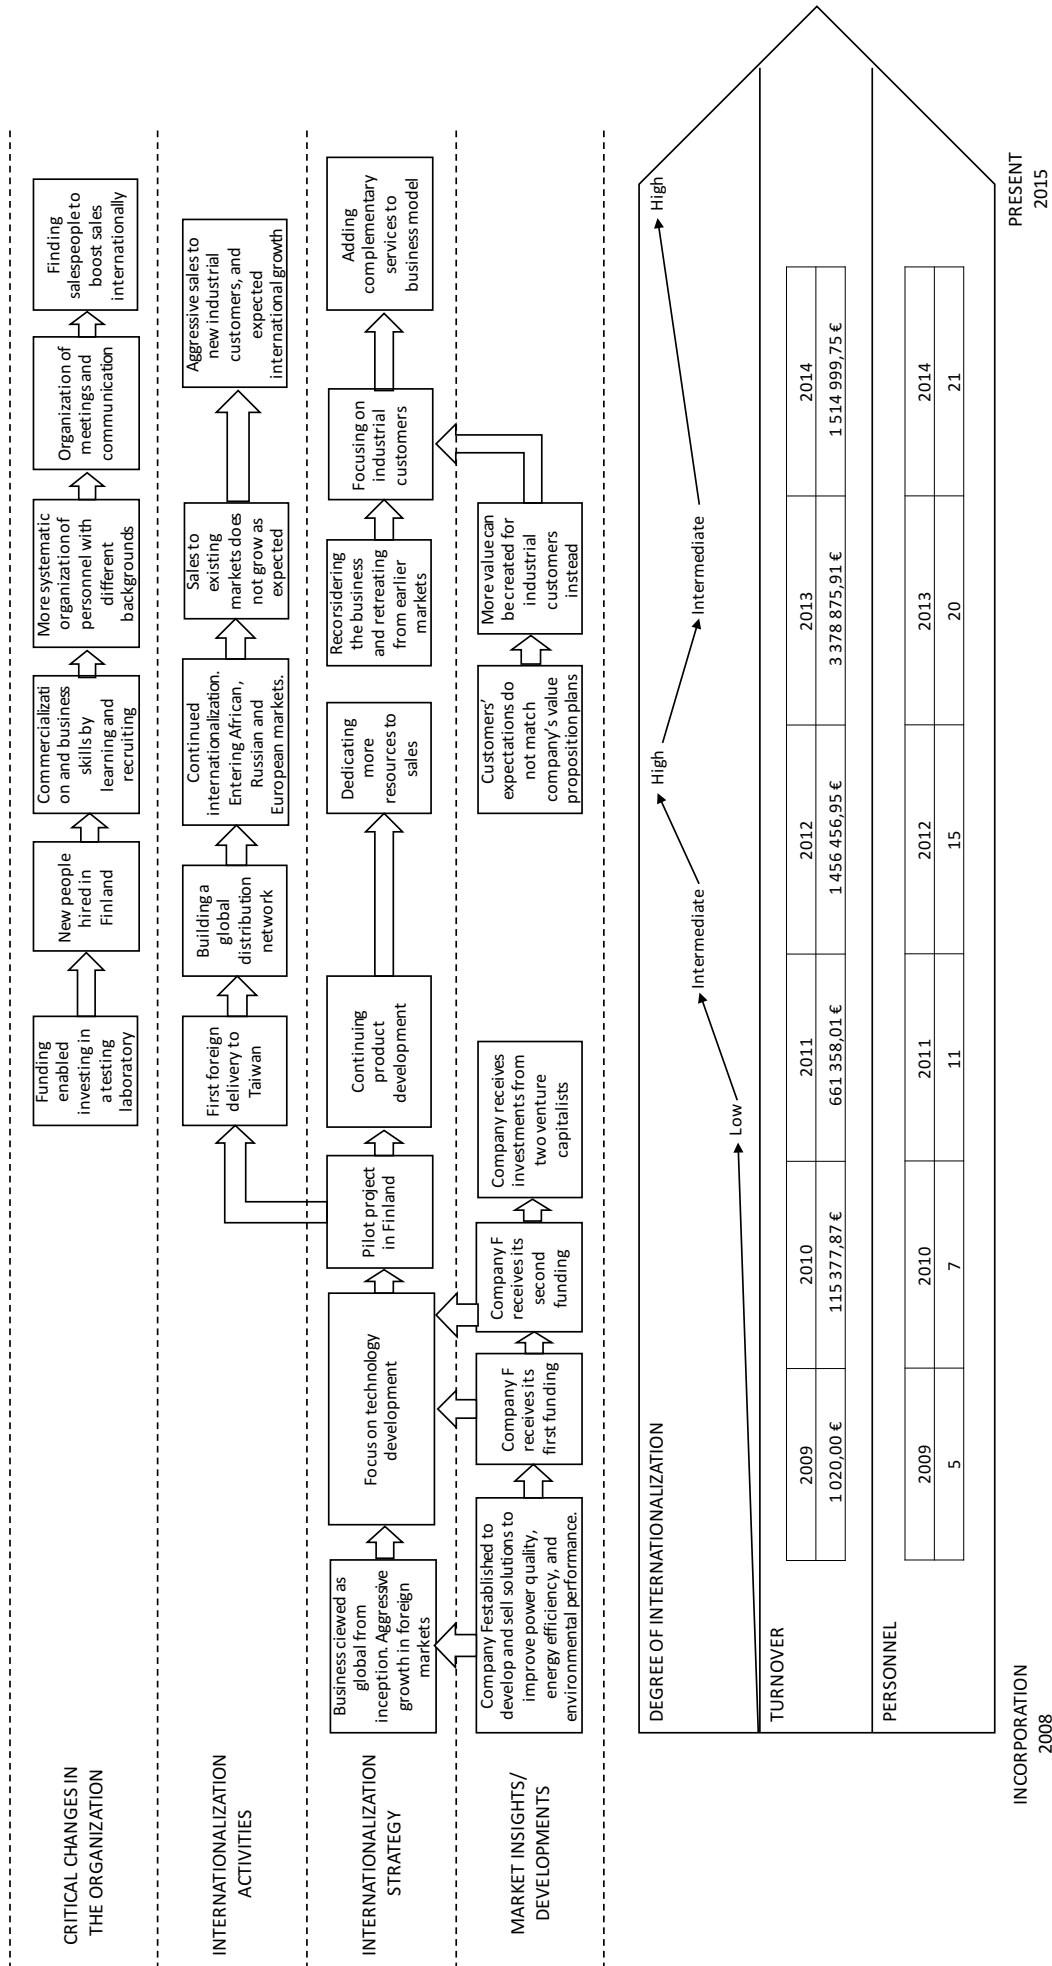 CRITICAL CHANGES IN
THE ORGANIZATION
Funding
enabled
investing in
a testing
laboratory
New people
hired in
Finland
Commercializati
on and business
skills by
learning and
recruiting
More systematic
organization of
personnel with
different
backgrounds
Organization of
meetings and
communication
Finding
salespeople to
boost sales
internationally
INTERNATIONALIZATION
ACTIVITIES
First foreign
delivery to
Taiwan
Building a
global
distribution
network
Continued
internationalization.
Entering African,
Russian and
European markets.
Sales to
existing
markets does
not grow as
expected
Aggressive sales to
new industrial
customers, and
expected
international growth
INTERNATIONALIZATION
STRATEGY
Business ciewed as
global from
inception. Aggressive
growth in foreign
markets
Focus on technology
development
Pilot project
in Finland
Continuing
product
development
Dedicating
more
resources to
sales
Recorsidering
the business
and retreating
from earlier
markets
Focusing on
industrial
customers
Adding
complementary
services to
business model
MARKET INSIGHTS/
DEVELOPMENTS
Company F established to
develop and sell solutions to
improve power quality,
energy efficiency, and
environmental performance.
Company F
receives its
first funding
Company F
receives its
second
funding
Company receives
investments from
two venture
capitalists
Customers'
expectations do
not match
company's value
proposition plans
More value can
be created for
industrial
customers
instead
DEGREE OF INTERNATIONALIZATION
Low
Intermediate
High
Intermediate
High
TURNOVER
2009 2010 2011 2012 2013 2014
1 020,00 € 115 377,87 € 661 358,01 € 1 456 456,95 € 3 378 875,91 € 1 514 999,75 €
PERSONNEL
2009 2010 2011 2012 2013 2014
5 7 11 15 20 21
INCORPORATION
2008
PRESENT
2015